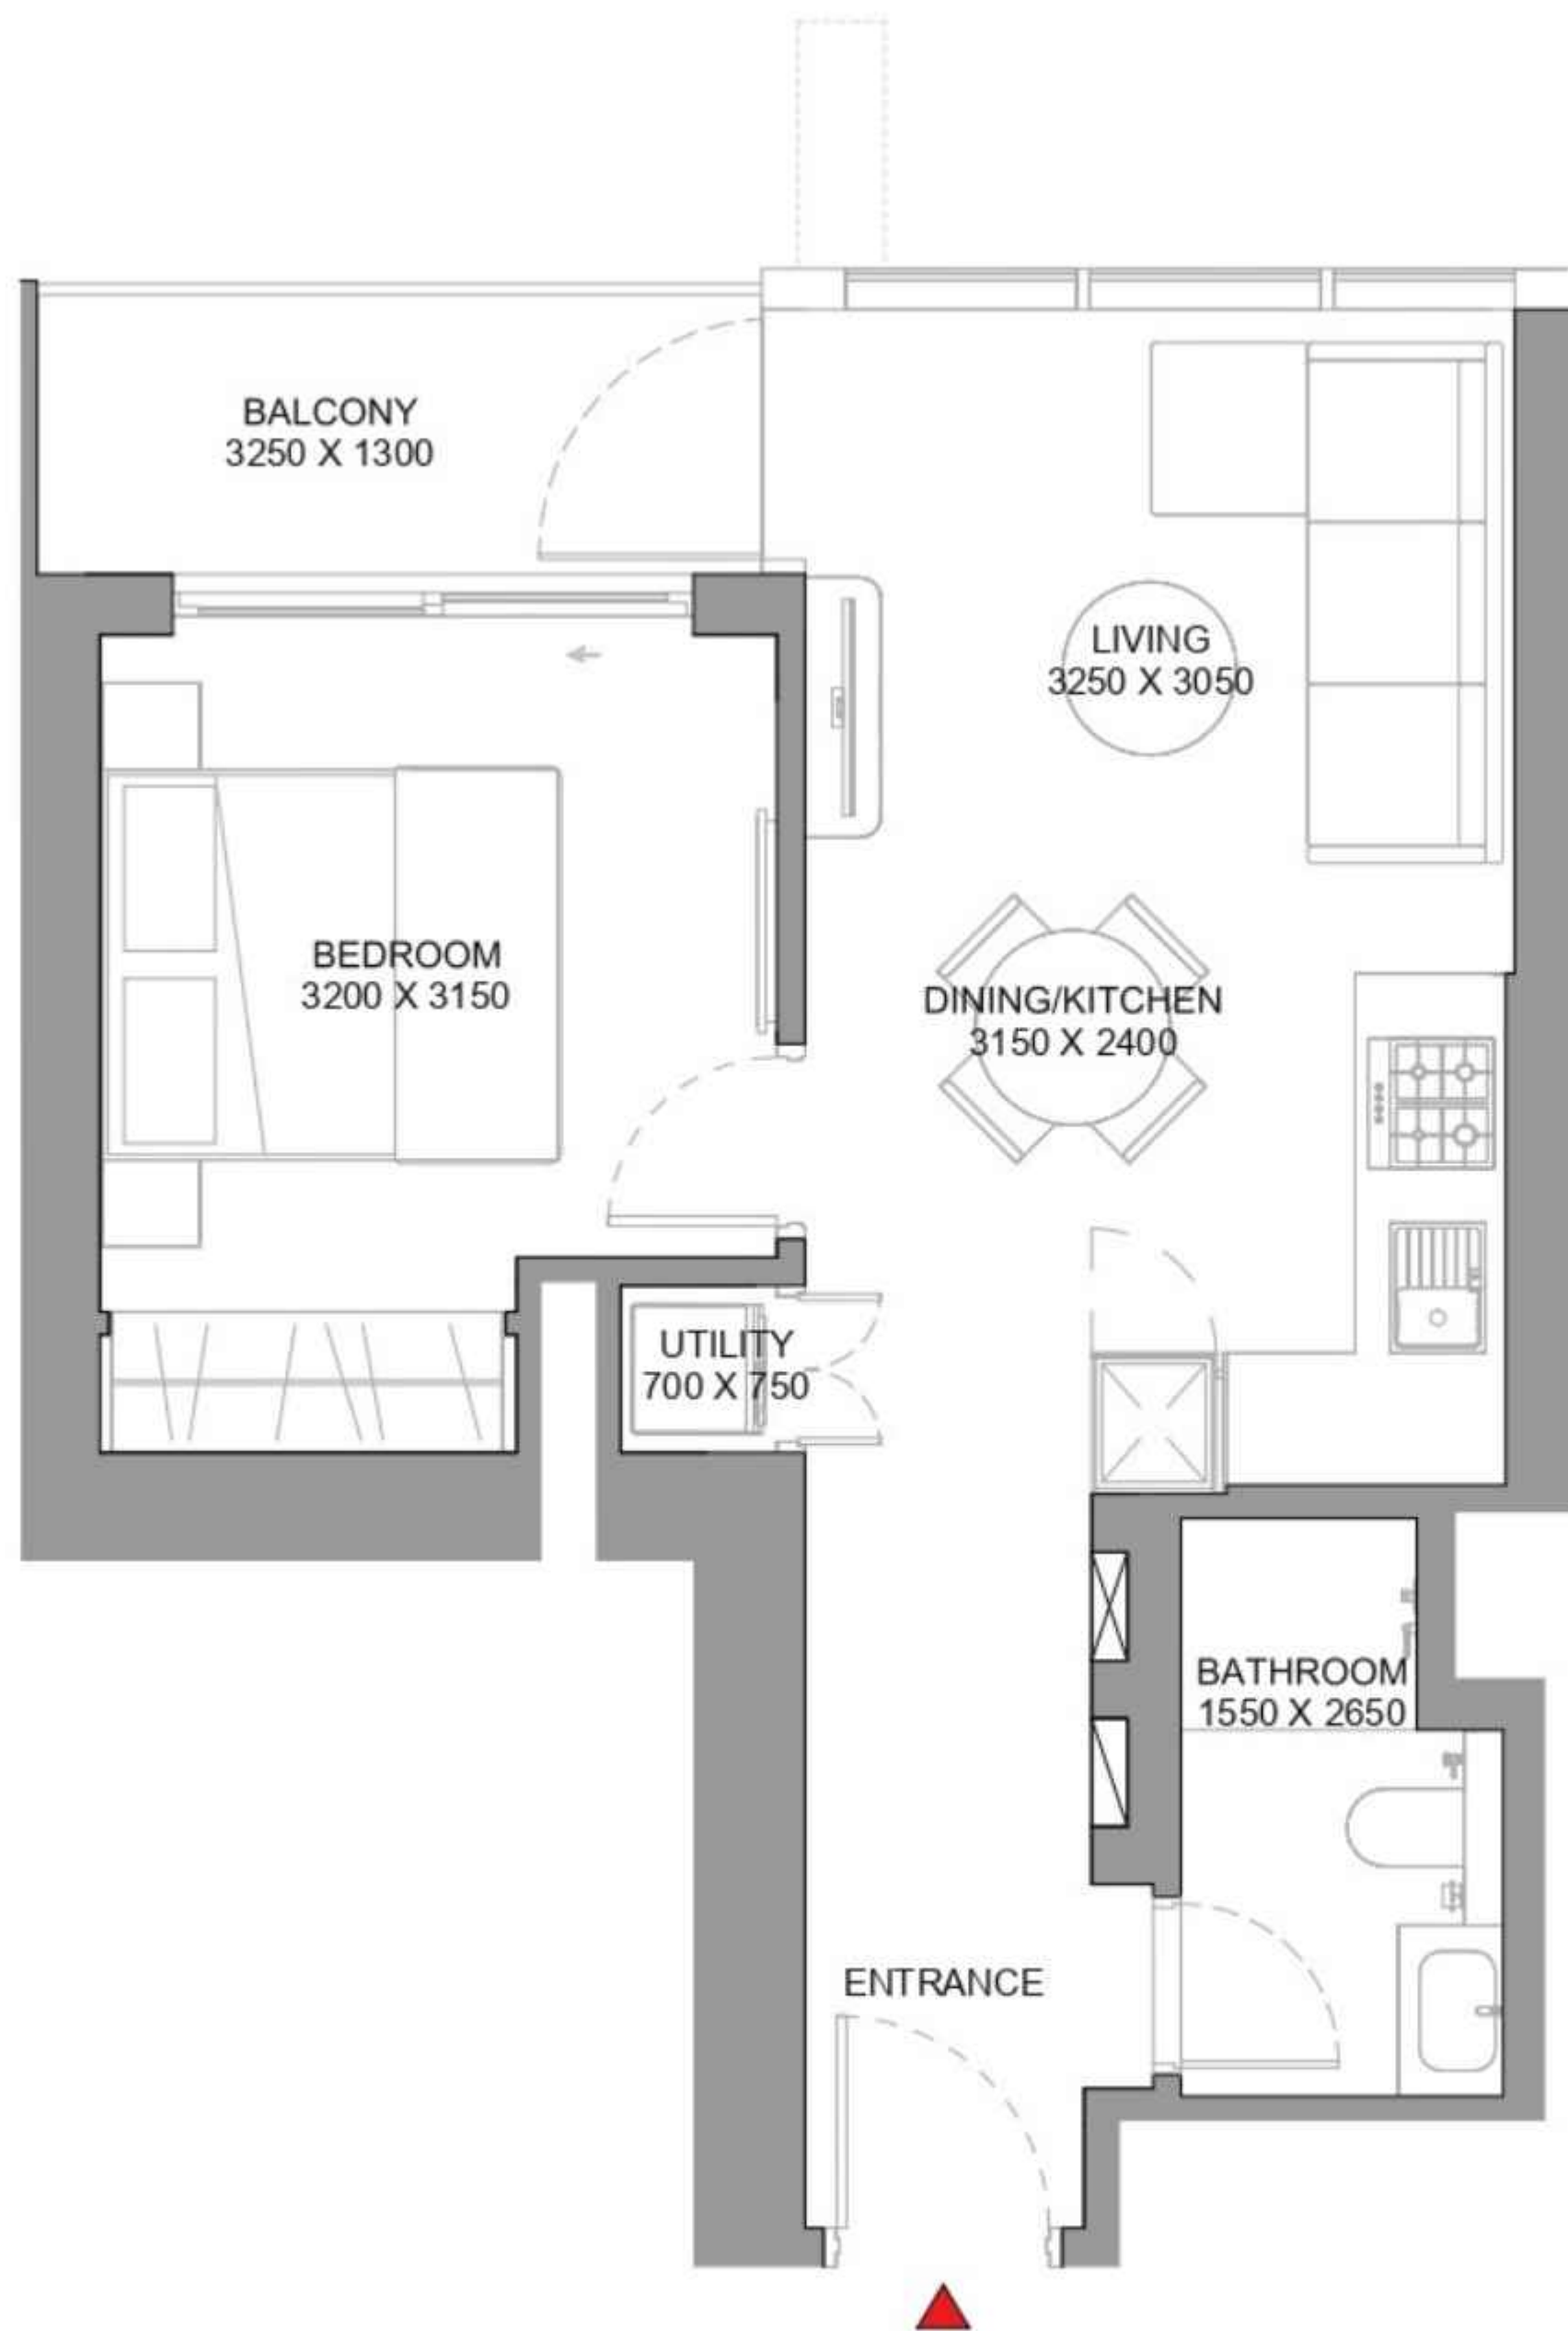 BALCONY
3250 X 1300
LIVING
3250 X 3050
BEDROOM
3200 X 3150
DINING/KITCHEN
3150 X 2400
UTILITY
700 X 750
BATHROOM
1550 X 2650
ENTRANCE